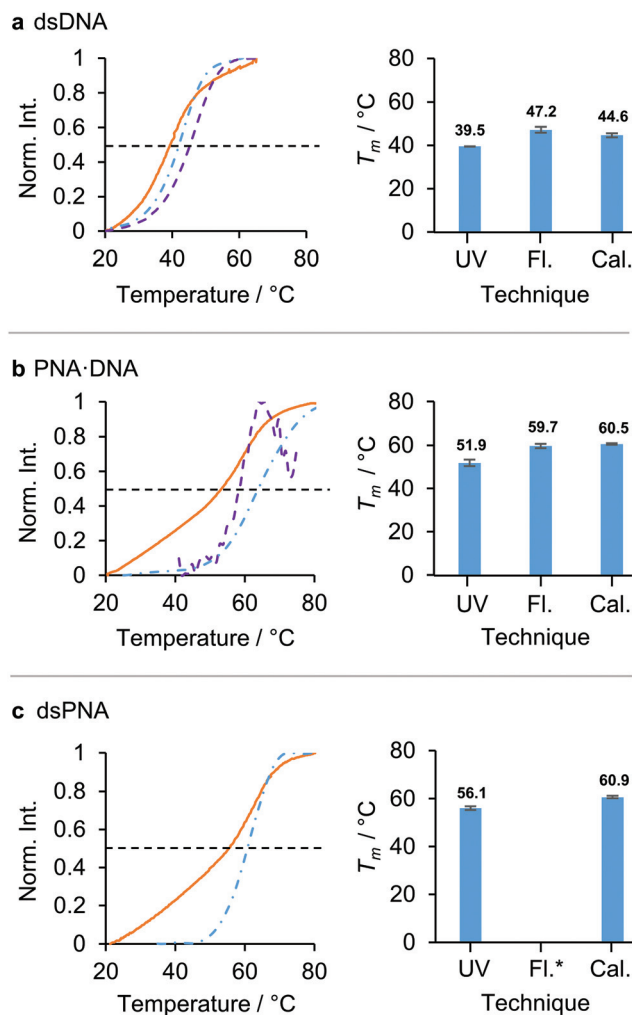 a dsDNA
Norm. Int.
1
0.8
0.6
0.4
0.2
0
20 40 60 80
Temperature / °C
Tm / °C
80
60
40
20
0
39.5 47.2 44.6
UV Fl. Cal.
Technique
b PNA·DNA
Norm. Int.
1
0.8
0.6
0.4
0.2
0
20 40 60 80
Temperature / °C
Tm / °C
80
60
40
20
0
51.9 59.7 60.5
UV Fl. Cal.
Technique
c dsPNA
Norm. Int.
1
0.8
0.6
0.4
0.2
0
20 40 60 80
Temperature / °C
Tm / °C
80
60
40
20
0
56.1 60.9
UV Fl.* Cal.
Technique